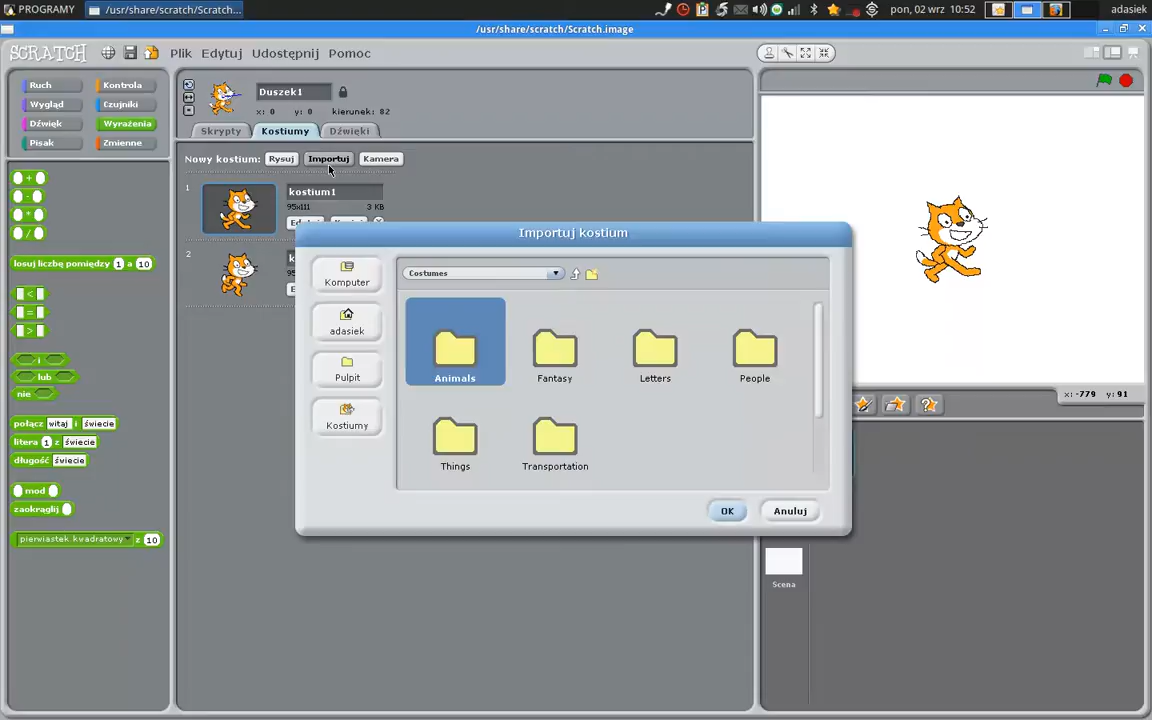 PROGRAMY
/usr/share/scratch/Scratch...
pon, 02 wrz 10:52
adasiek
/usr/share/scratch/Scratch.image
SCRATCH
Plik Edytuj Udostępnij Pomoc
Ruch
Kontrola
Wygląd
Czujniki
Dźwięk
Wyrażenia
Pisak
Zmienne
+
-
*
/
losuj liczbę pomiędzy 1 a 10
<
=
>
i
lub
nie
połącz witaj i świecie
litera 1 z świecie
długość świecie
mod
zaokrąglij
pierwiastek kwadratowy z 10
Duszek1
x: 0 y: 0 kierunek: 82
Skrypty Kostiumy Dźwięki
Nowy kostium: Rysuj Importuj Kamera
1
kostium1
95x111 3 KB
2
Importuj kostium
Komputer
adasiek
Pulpit
Kostiumy
Costumes
Animals
Fantasy
Letters
People
Things
Transportation
OK
Anuluj
x: -779 y: 91
Scena